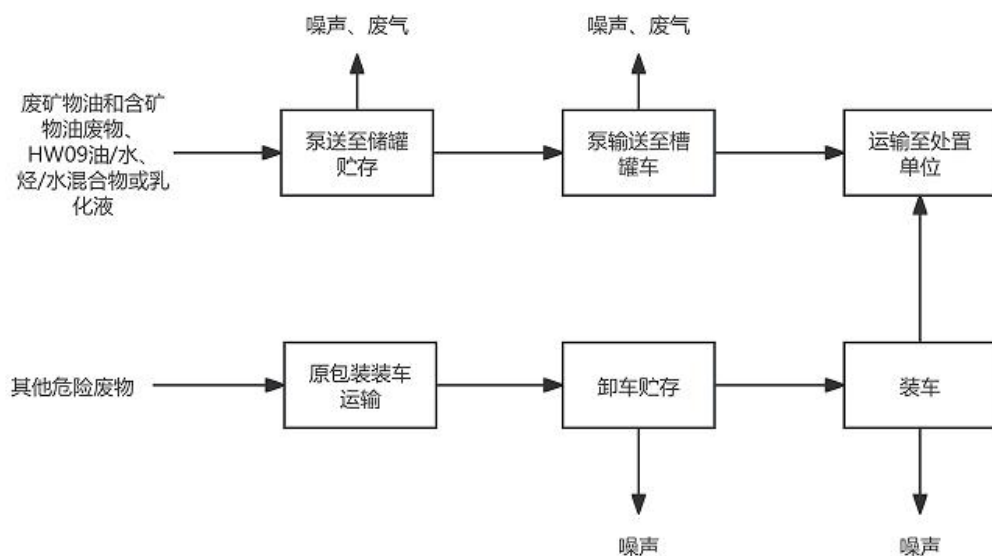 噪声、废气
噪声、废气
废矿物油和含矿
物油废物、
HW09油/水、
烃/水混合物或乳
化液
泵送至储罐
贮存
泵输送至槽
罐车
运输至处置
单位
其他危险废物
原包装装车
运输
卸车贮存
装车
噪声
噪声